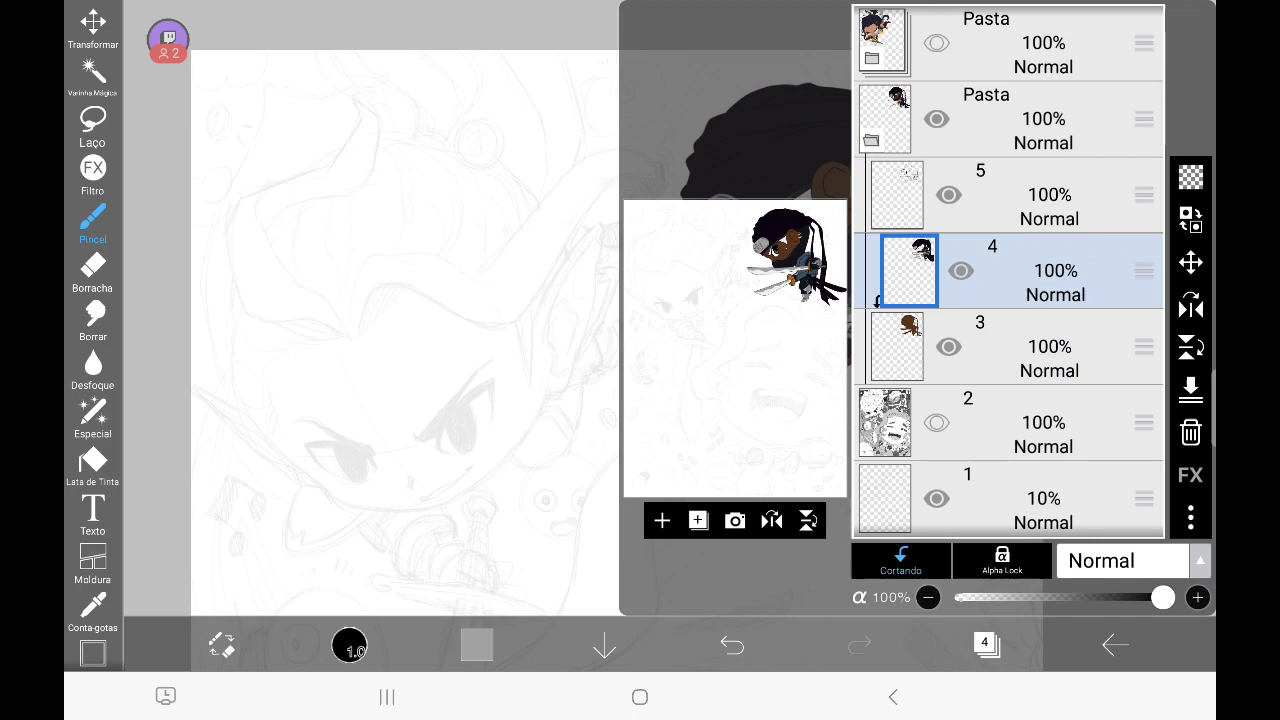 Transformar
Varinha Mágica
Laço
FX
Filtro
Pincel
Borracha
Borrar
Desfoque
Especial
Lata de Tinta
T
Texto
Moldura
Conta-gotas
2
1.0
4
Pasta
100%
Normal
Pasta
100%
Normal
5
100%
Normal
4
100%
Normal
3
100%
Normal
2
100%
Normal
1
10%
Normal
FX
Cortando
α
Alpha Lock
Normal
α 100%